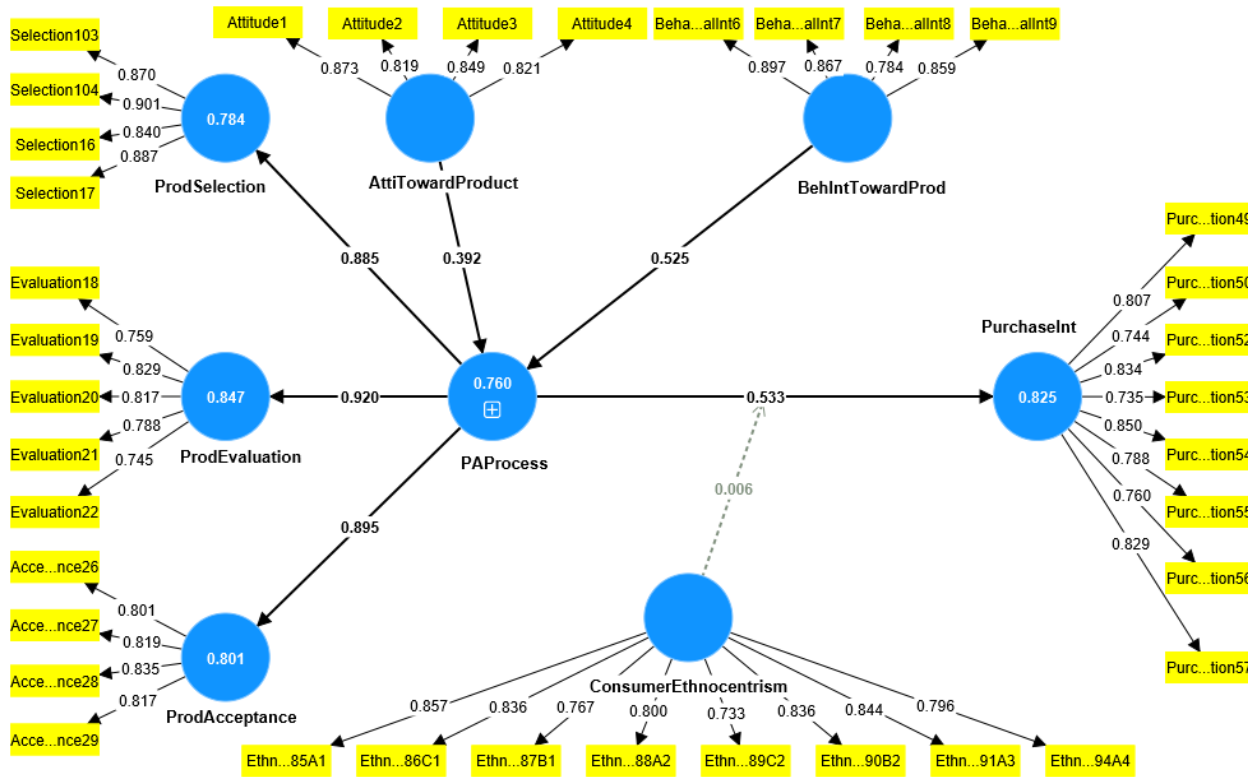 Attitude1
Attitude2
Attitude3
Attitude4
Beha...allnt6
Beha...allnt7
Beha...allnt8
Beha...allnt9
Selection103
Selection104
Selection16
Selection17
0.870
0.901
0.840
0.887
0.784
ProdSelection
0.873
0.819
0.849
0.821
AttiTowardProduct
0.897
0.867
0.784
0.859
BehIntTowardProd
0.885
0.392
0.525
Evaluation18
Evaluation19
Evaluation20
Evaluation21
Evaluation22
0.759
0.829
0.817
0.788
0.745
0.847
ProdEvaluation
0.920
0.760
PAProcess
0.533
PurchaseInt
0.825
0.807
0.744
0.834
0.735
0.850
0.788
0.760
0.829
Purc...tion49
Purc...tion50
Purc...tion52
Purc...tion53
Purc...tion54
Purc...tion55
Purc...tion56
Purc...tion57
0.895
0.006
Acce...nce26
Acce...nce27
Acce...nce28
Acce...nce29
0.801
0.819
0.835
0.817
0.801
ProdAcceptance
ConsumerEthnocentrism
0.857
0.836
0.767
0.800
0.733
0.836
0.844
0.796
Ethn...85A1
Ethn...86C1
Ethn...87B1
Ethn...88A2
Ethn...89C2
Ethn...90B2
Ethn...91A3
Ethn...94A4